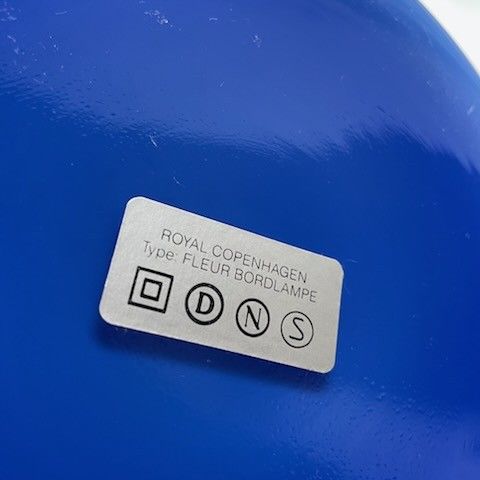 ROYAL COPENHAGEN
Type: FLEUR BORDLAMPE
D N S